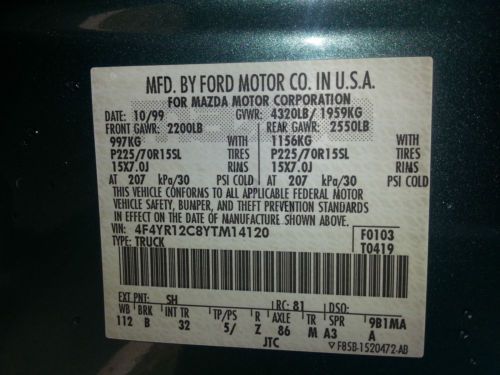 MFD. BY FORD MOTOR CO. IN U.S.A.
FOR MAZDA MOTOR CORPORATION
DATE: 10/99 GVWR: 4320LB/ 1959KG
FRONT GAWR: 2200LB REAR GAWR: 2550LB
997KG WITH 1156KG WITH
P225/70R15SL TIRES P225/70R15SL TIRES
15X7.0J RIMS 15X7.0J RIMS
AT 207 kPa/30 PSI COLD AT 207 kPa/30 PSI COLD
THIS VEHICLE CONFORMS TO ALL APPLICABLE FEDERAL MOTOR
VEHICLE SAFETY, BUMPER, AND THEFT PREVENTION STANDARDS
IN EFFECT ON THE DATE OF MANUFACTURE SHOWN ABOVE.
VIN: 4F4YR12C8YTM14120 F0103
TYPE: TRUCK T0419
EXT PNT: SH RC: 81 DSO:
WB BRK INT TR TP/PS R AXLE TR SPR 9B1MA
112 B 32 5/ Z 86 M A3 A
JTC F85B-1520472-AB